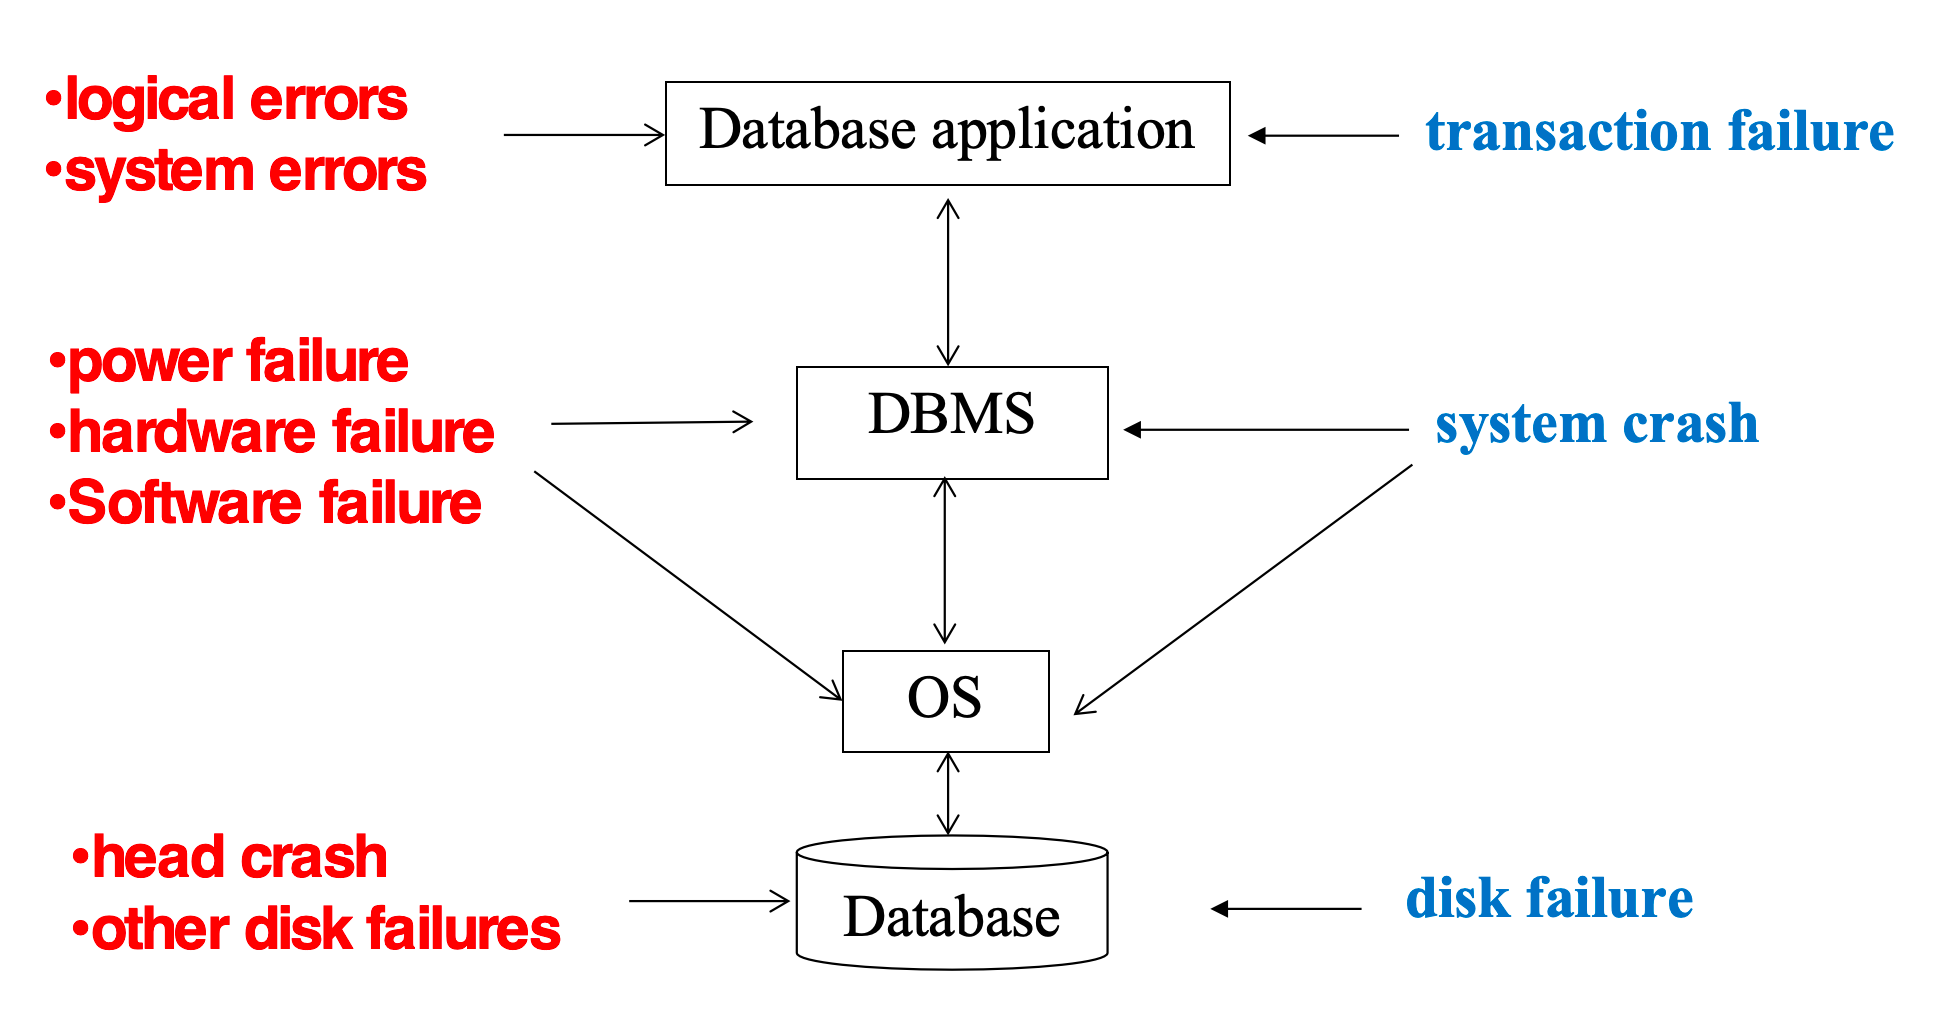 •logical errors
•system errors
Database application
transaction failure
•power failure
•hardware failure
•Software failure
DBMS
system crash
OS
•head crash
•other disk failures
Database
disk failure